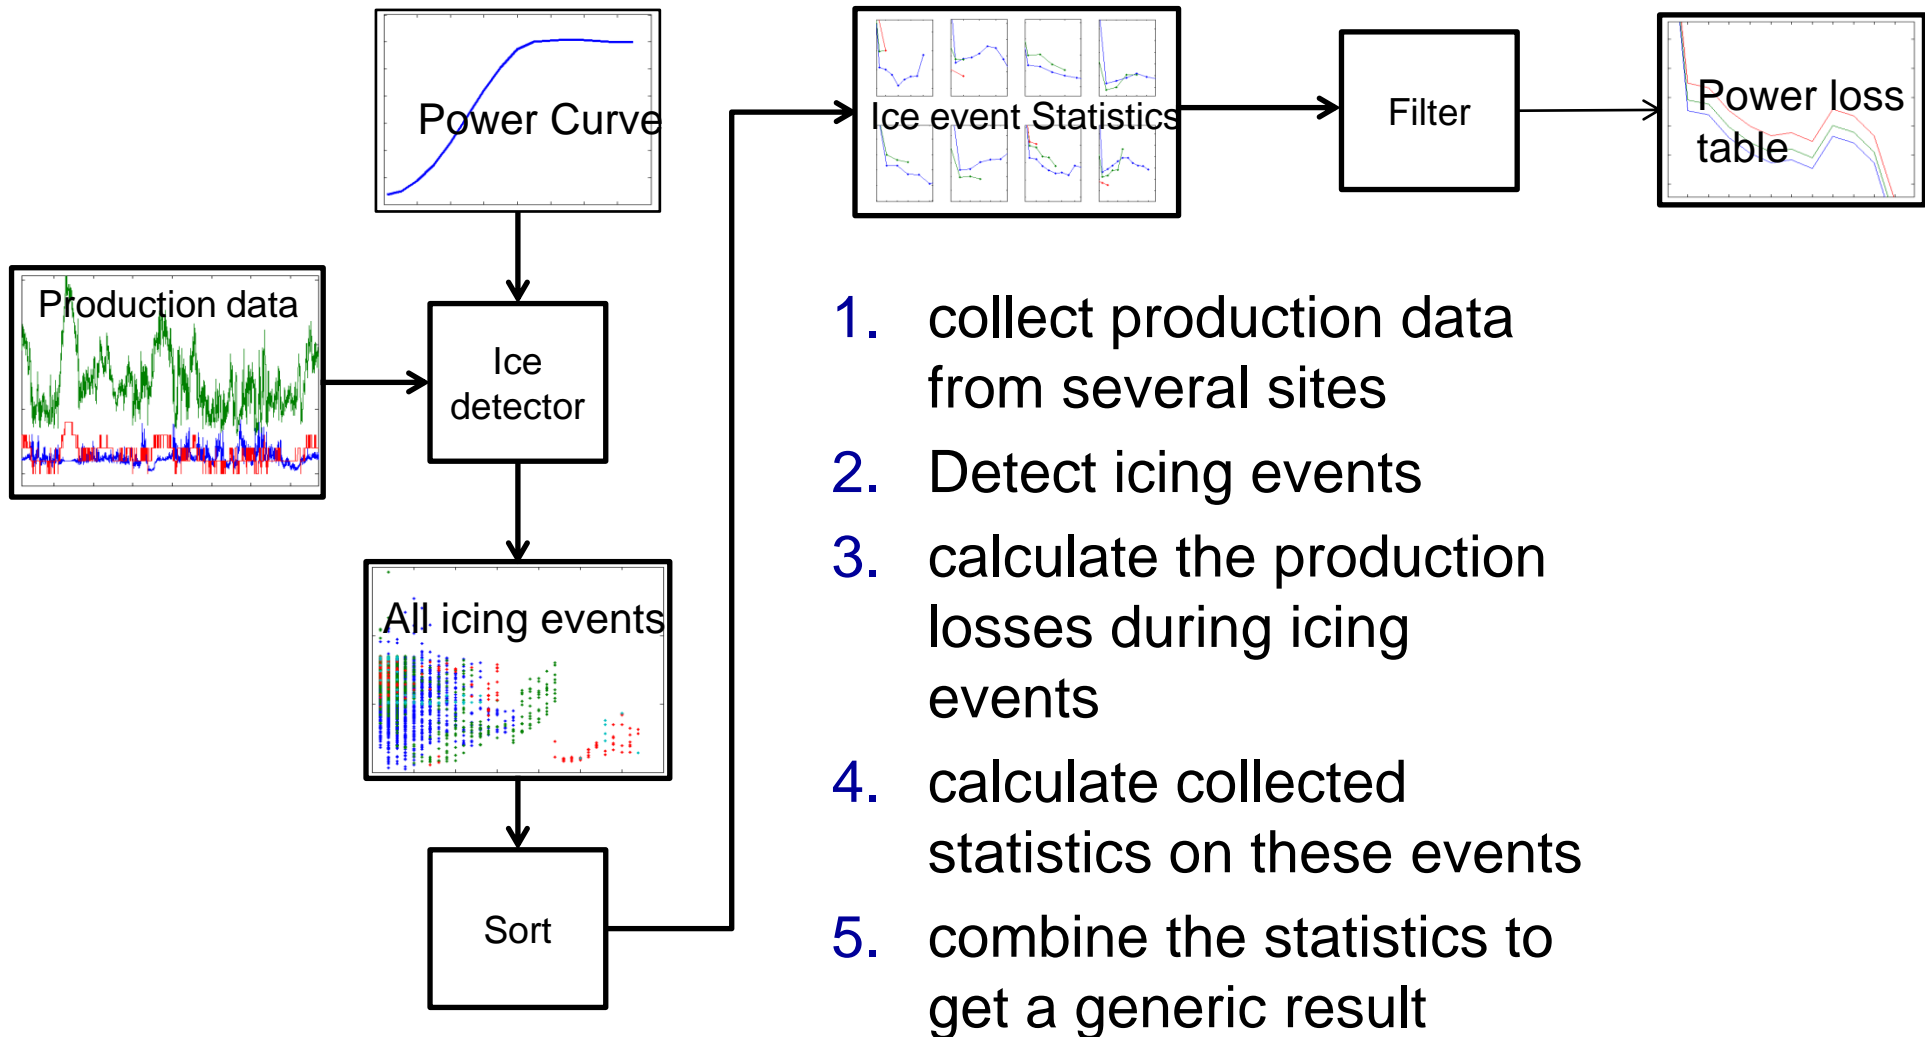 Power Curve
Ice event Statistics
Filter
Power loss
table
Production data
Ice
detector
All icing events
Sort
1. collect production data
from several sites
2. Detect icing events
3. calculate the production
losses during icing
events
4. calculate collected
statistics on these events
5. combine the statistics to
get a generic result